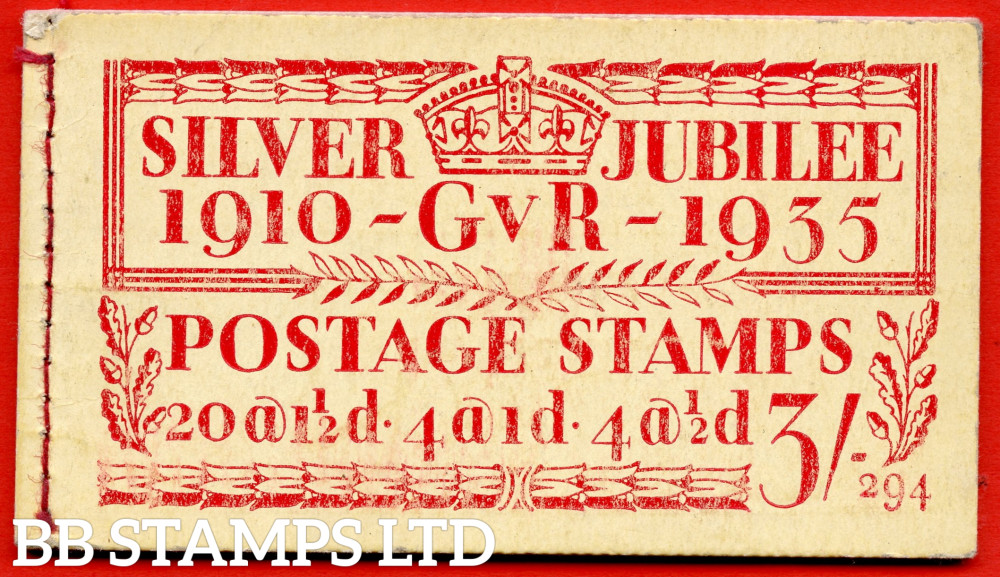 SILVER JUBILEE
1910 ~ GVR ~ 1935
POSTAGE STAMPS
20@1½d· 4@1d· 4@½d 3/-
294
BB STAMPS LTD